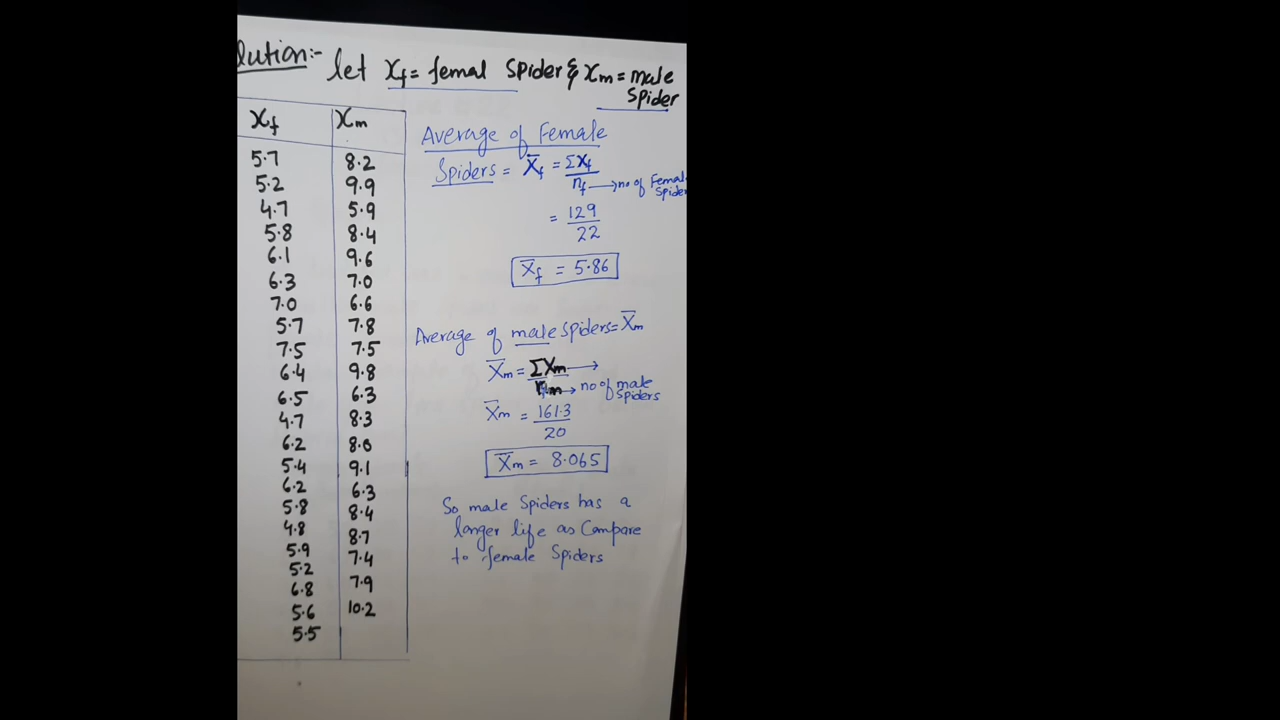 lution:-
let Xf = femal Spider & Xm = male
Spider
Xf Xm
5.7 8.2
5.2 9.9
4.7 5.9
5.8 8.4
6.1 9.6
6.3 7.0
7.0 6.6
5.7 7.8
7.5 7.5
6.4 9.8
6.5 6.3
4.7 8.3
6.2 8.0
5.4 9.1
6.2 6.3
5.8 8.4
4.8 8.7
5.9 7.4
5.2 7.9
6.8 10.2
5.6
5.5
Average of Female
Spiders = X̄f = ΣXf
nf → no of Femal
Spider
= 129
22
X̄f = 5.86
Average of male Spiders = X̄m
X̄m = ΣXm →
nm → no of male
Spiders
X̄m = 161.3
20
X̄m = 8.065
So male Spiders has a
langer life as Compare
to female Spiders